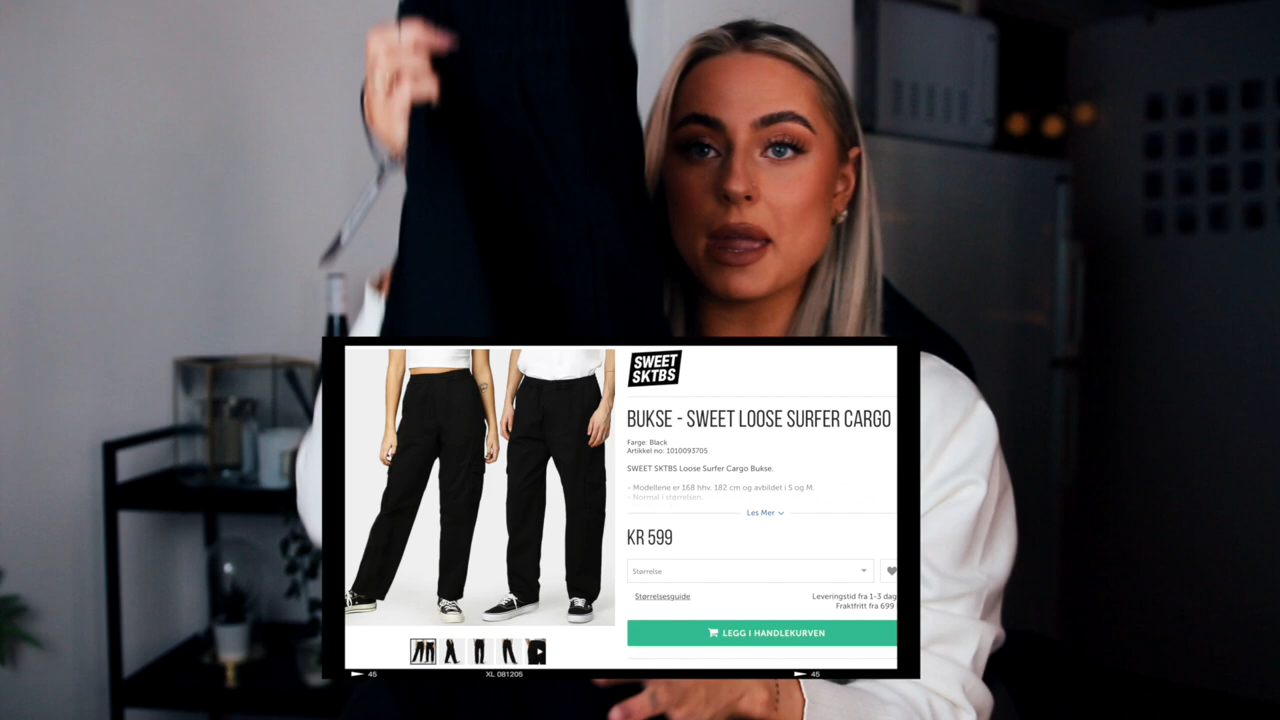 SWEET
SKTBS
BUKSE - SWEET LOOSE SURFER CARGO
Farge: Black
Artikkel no: 1010093705
SWEET SKTBS Loose Surfer Cargo Bukse.
- Modellene er 168 hhv. 182 cm og avbildet i S og M.
- Normal i størrelsen.
Les Mer
KR 599
Størrelse
Størrelsesguide
Leveringstid fra 1-3 dag
Fraktfritt fra 699
LEGG I HANDLEKURVEN
45 XL 081205 45